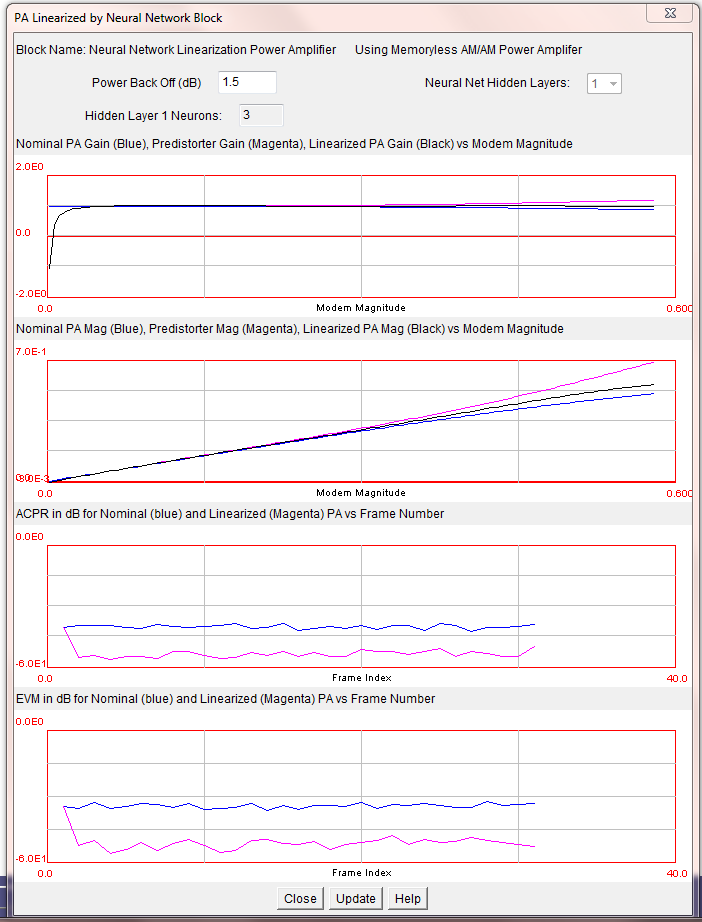 PA Linearized by Neural Network Block
Block Name: Neural Network Linearization Power Amplifier Using Memoryless AM/AM Power Amplifer
Power Back Off (dB) 1.5 Neural Net Hidden Layers: 1
Hidden Layer 1 Neurons: 3
Nominal PA Gain (Blue), Predistorter Gain (Magenta), Linearized PA Gain (Black) vs Modem Magnitude
2.0E0
0.0
-2.0E0
0.0 Modem Magnitude 0.600
Nominal PA Mag (Blue), Predistorter Mag (Magenta), Linearized PA Mag (Black) vs Modem Magnitude
7.0E-1
0.0 Modem Magnitude 0.600
ACPR in dB for Nominal (blue) and Linearized (Magenta) PA vs Frame Number
0.0E0
-6.0E1
0.0 Frame Index 40.0
EVM in dB for Nominal (blue) and Linearized (Magenta) PA vs Frame Number
0.0E0
-6.0E1
0.0 Frame Index 40.0
Close Update Help